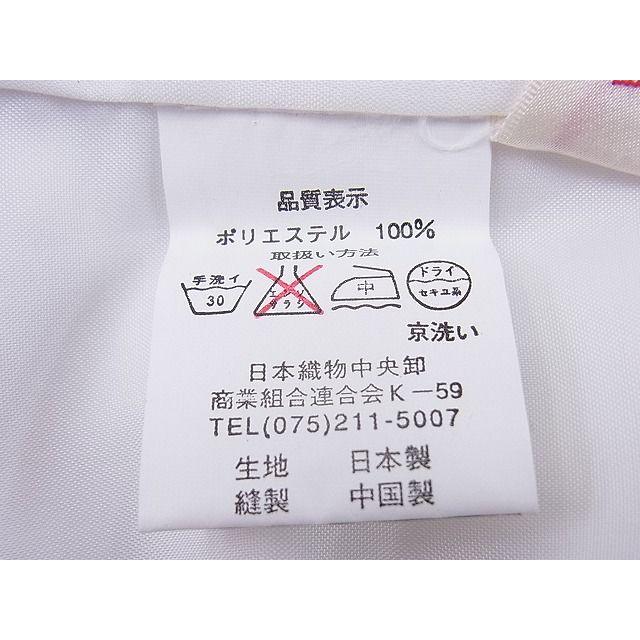 品質表示
ポリエステル 100%
取扱い方法
手洗イ 30 エンソサラシ 中 ドライ セキユ系
京洗い
日本織物中央卸
商業組合連合会K－59
TEL(075)211-5007
生地 日本製
縫製 中国製